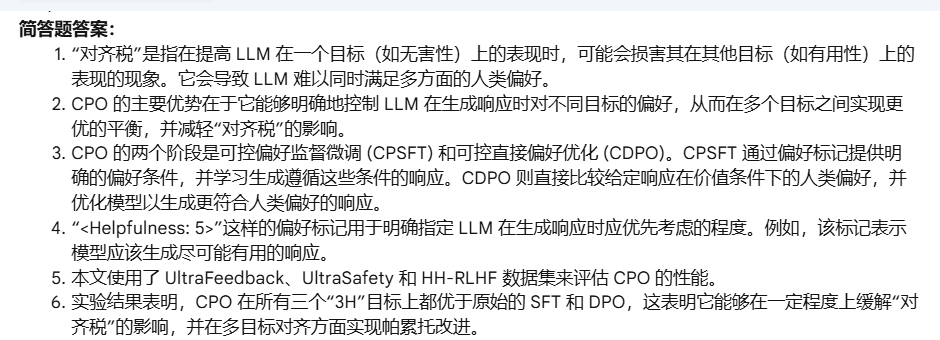 简答题答案：
1. “对齐税”是指在提高 LLM 在一个目标（如无害性）上的表现时，可能会损害其在其他目标（如有用性）上的
表现的现象。它会导致 LLM 难以同时满足多方面的人类偏好。
2. CPO 的主要优势在于它能够明确地控制 LLM 在生成响应时对不同目标的偏好，从而在多个目标之间实现更
优的平衡，并减轻“对齐税”的影响。
3. CPO 的两个阶段是可控偏好监督微调 (CPSFT) 和可控直接偏好优化 (CDPO)。CPSFT 通过偏好标记提供明
确的偏好条件，并学习生成遵循这些条件的响应。CDPO 则直接比较给定响应在价值条件下的人类偏好，并
优化模型以生成更符合人类偏好的响应。
4. “<Helpfulness: 5>”这样的偏好标记用于明确指定 LLM 在生成响应时应优先考虑的程度。例如，该标记表示
模型应该生成尽可能有用的响应。
5. 本文使用了 UltraFeedback、UltraSafety 和 HH-RLHF 数据集来评估 CPO 的性能。
6. 实验结果表明，CPO 在所有三个“3H”目标上都优于原始的 SFT 和 DPO，这表明它能够在一定程度上缓解“对
齐税”的影响，并在多目标对齐方面实现帕累托改进。